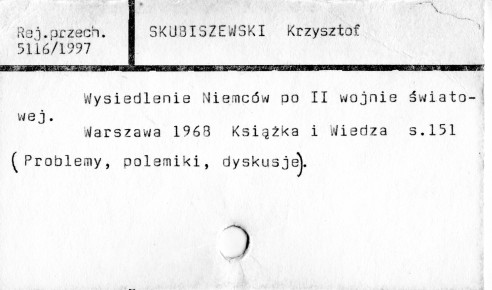 Rej.przech. SKUBISZEWSKI Krzysztof
5116/1997
Wysiedlenie Niemców po II wojnie świato-
wej.
Warszawa 1968 Książka i Wiedza s.151
(Problemy, polemiki, dyskusje).